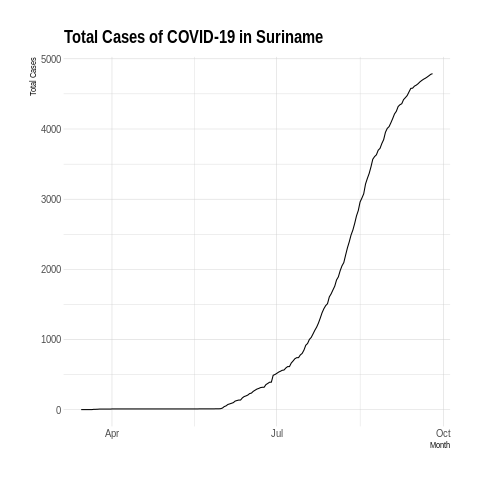 Total Cases of COVID-19 in Suriname
Total Cases
5000
4000
3000
2000
1000
0
Apr
Jul
Oct
Month